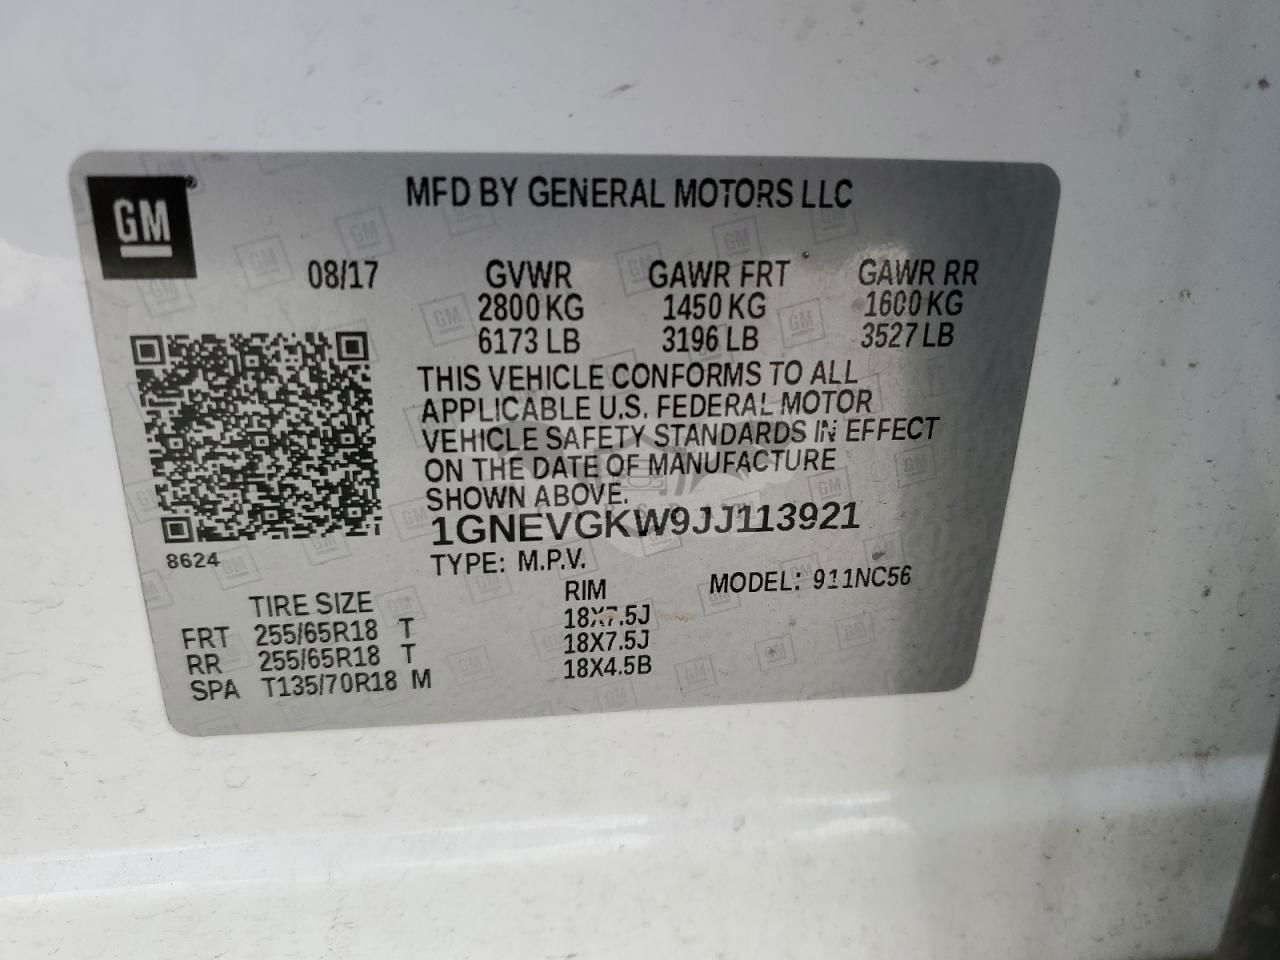 GM
MFD BY GENERAL MOTORS LLC
08/17 GVWR GAWR FRT GAWR RR
2800 KG 1450 KG 1600 KG
6173 LB 3196 LB 3527 LB
THIS VEHICLE CONFORMS TO ALL
APPLICABLE U.S. FEDERAL MOTOR
VEHICLE SAFETY STANDARDS IN EFFECT
ON THE DATE OF MANUFACTURE
SHOWN ABOVE.
1GNEVGKW9JJ113921
8624
TYPE: M.P.V. MODEL: 911NC56
TIRE SIZE RIM
FRT 255/65R18 T 18X7.5J
RR 255/65R18 T 18X7.5J
SPA T135/70R18 M 18X4.5B